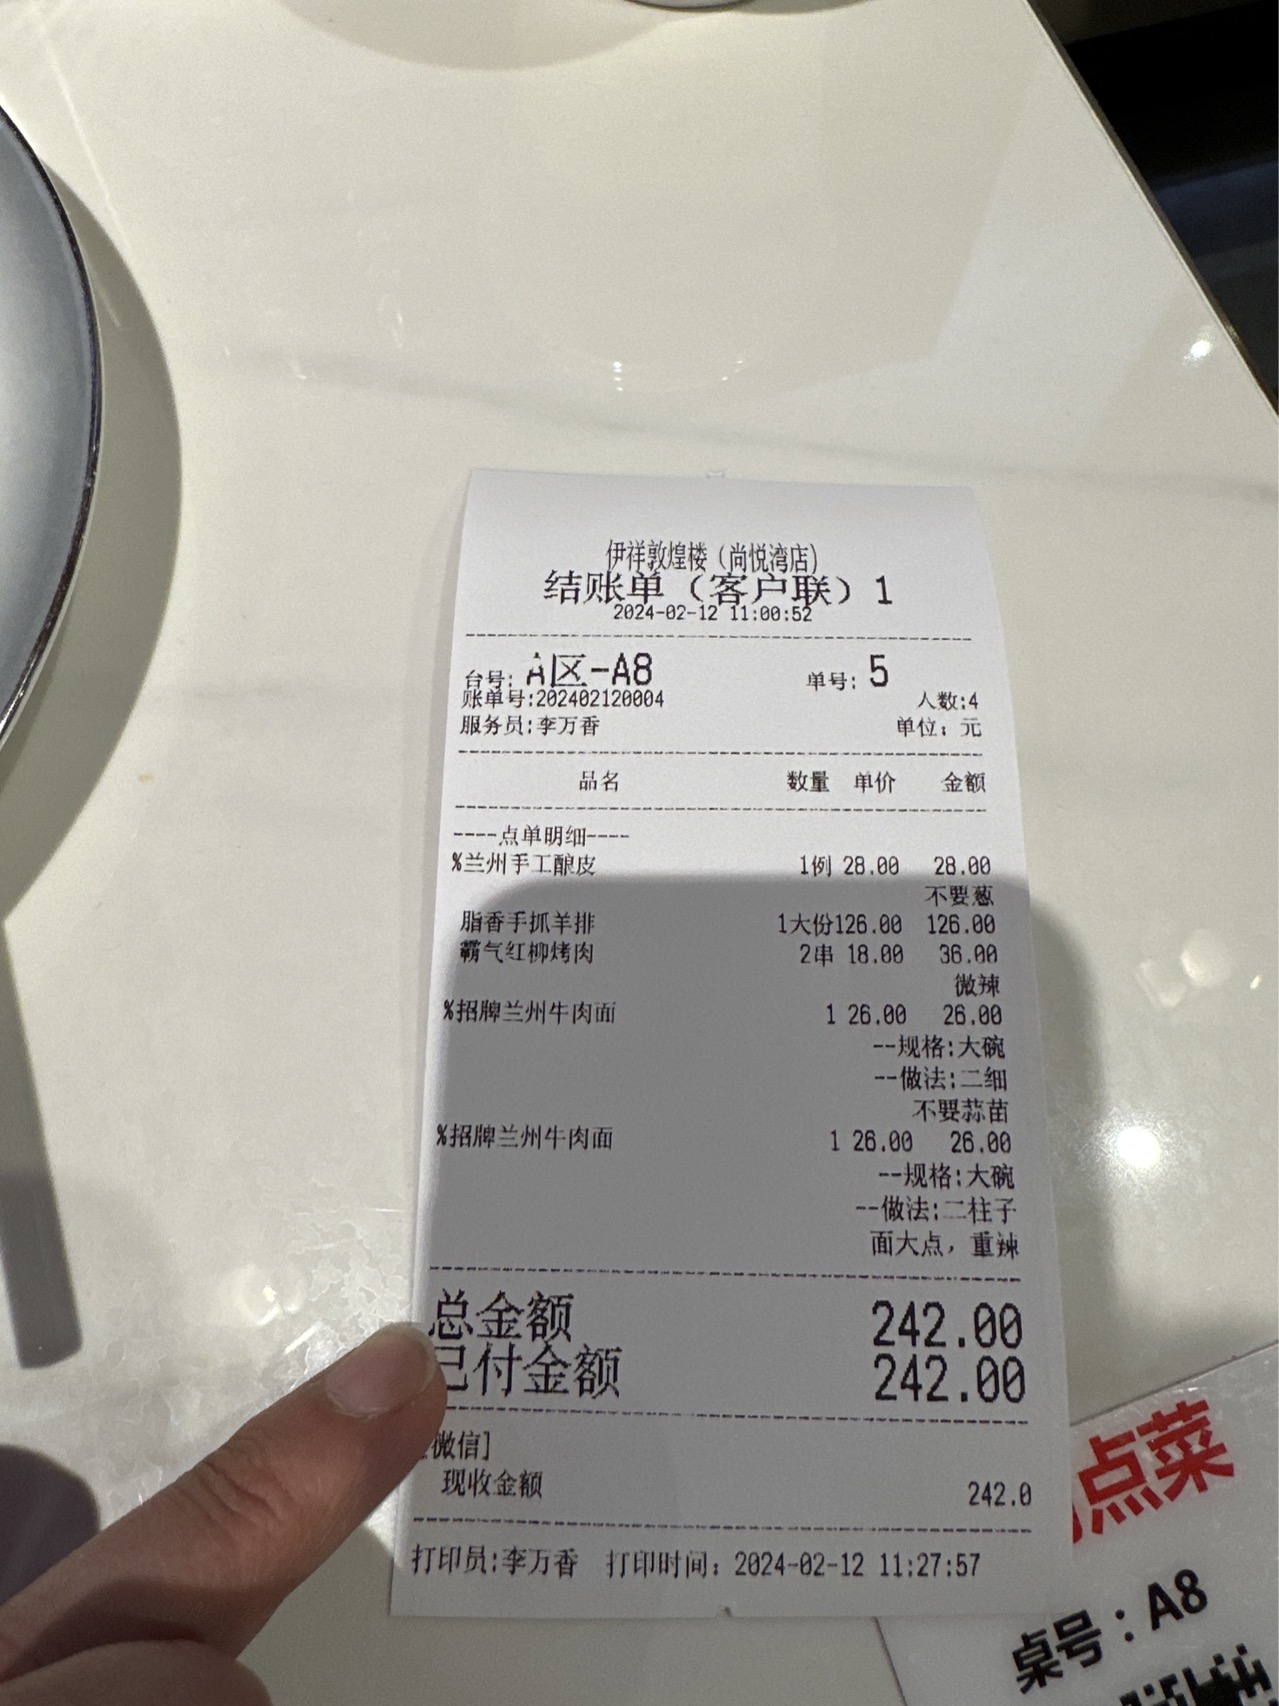 伊祥敦煌楼（尚悦湾店）
结账单（客户联）1
2024-02-12 11:00:52
台号: A区-A8 单号: 5
账单号:202402120004 人数:4
服务员:李万香 单位: 元
品名 数量 单价 金额
----点单明细----
%兰州手工酿皮 1例 28.00 28.00
不要葱
脂香手抓羊排 1大份126.00 126.00
霸气红柳烤肉 2串 18.00 36.00
微辣
%招牌兰州牛肉面 1 26.00 26.00
--规格:大碗
--做法:二细
不要蒜苗
%招牌兰州牛肉面 1 26.00 26.00
--规格:大碗
--做法:二柱子
面大点，重辣
总金额 242.00
已付金额 242.00
微信]
现收金额 242.0
打印员:李万香 打印时间: 2024-02-12 11:27:57
点菜
桌号：A8